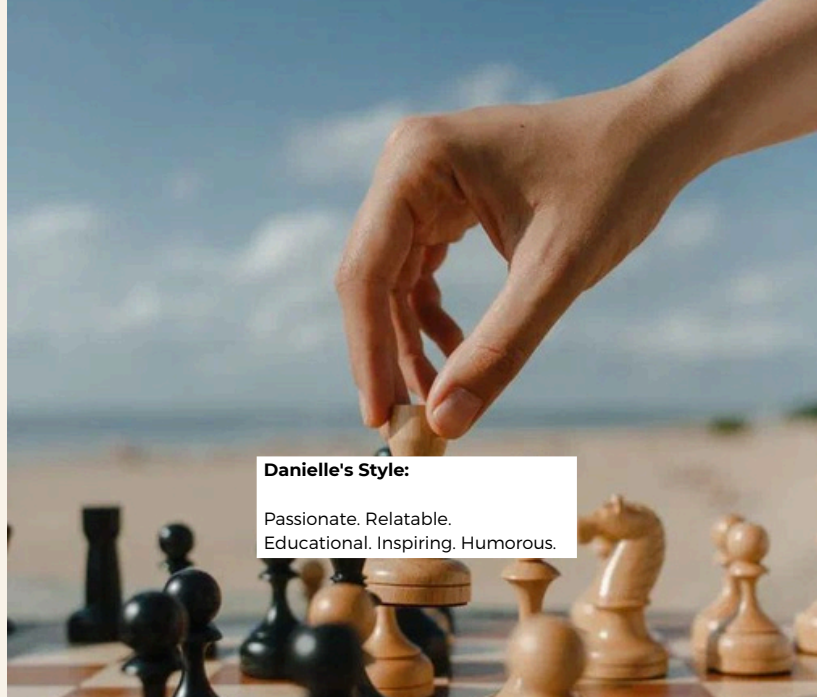 Danielle's Style:
Passionate. Relatable.
Educational. Inspiring. Humorous.